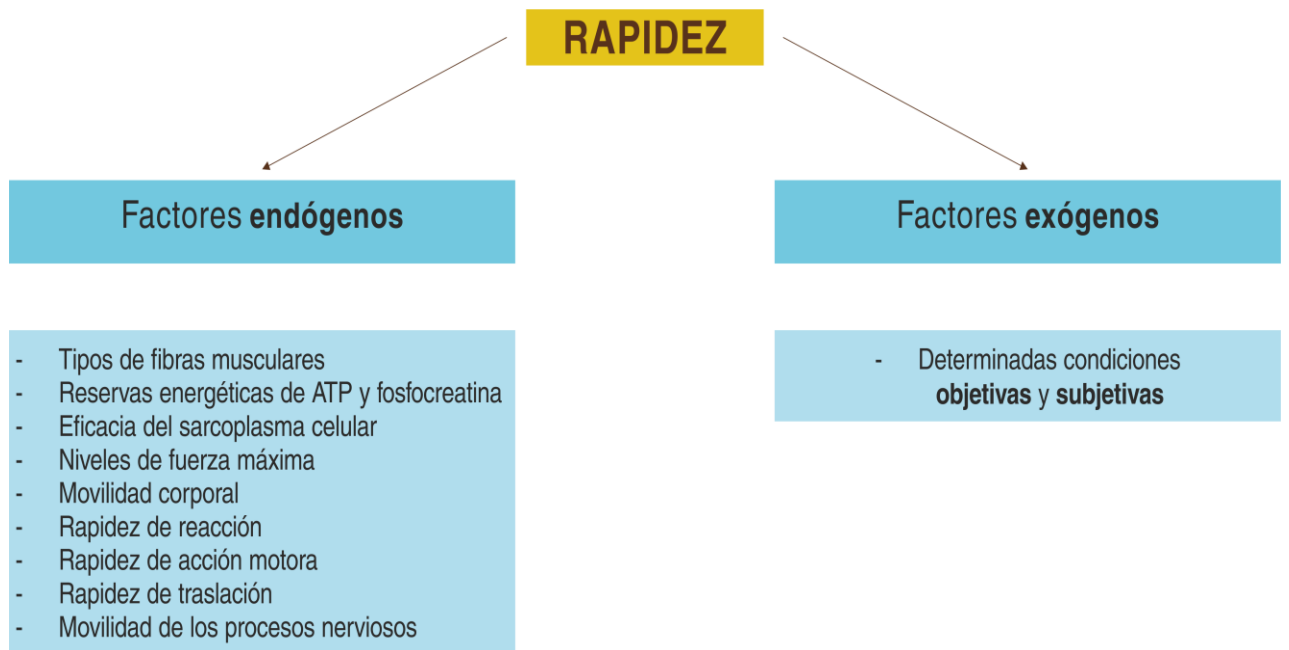 RAPIDEZ
Factores endógenos
- Tipos de fibras musculares
- Reservas energéticas de ATP y fosfocreatina
- Eficacia del sarcoplasma celular
- Niveles de fuerza máxima
- Movilidad corporal
- Rapidez de reacción
- Rapidez de acción motora
- Rapidez de traslación
- Movilidad de los procesos nerviosos
Factores exógenos
- Determinadas condiciones
objetivas y subjetivas